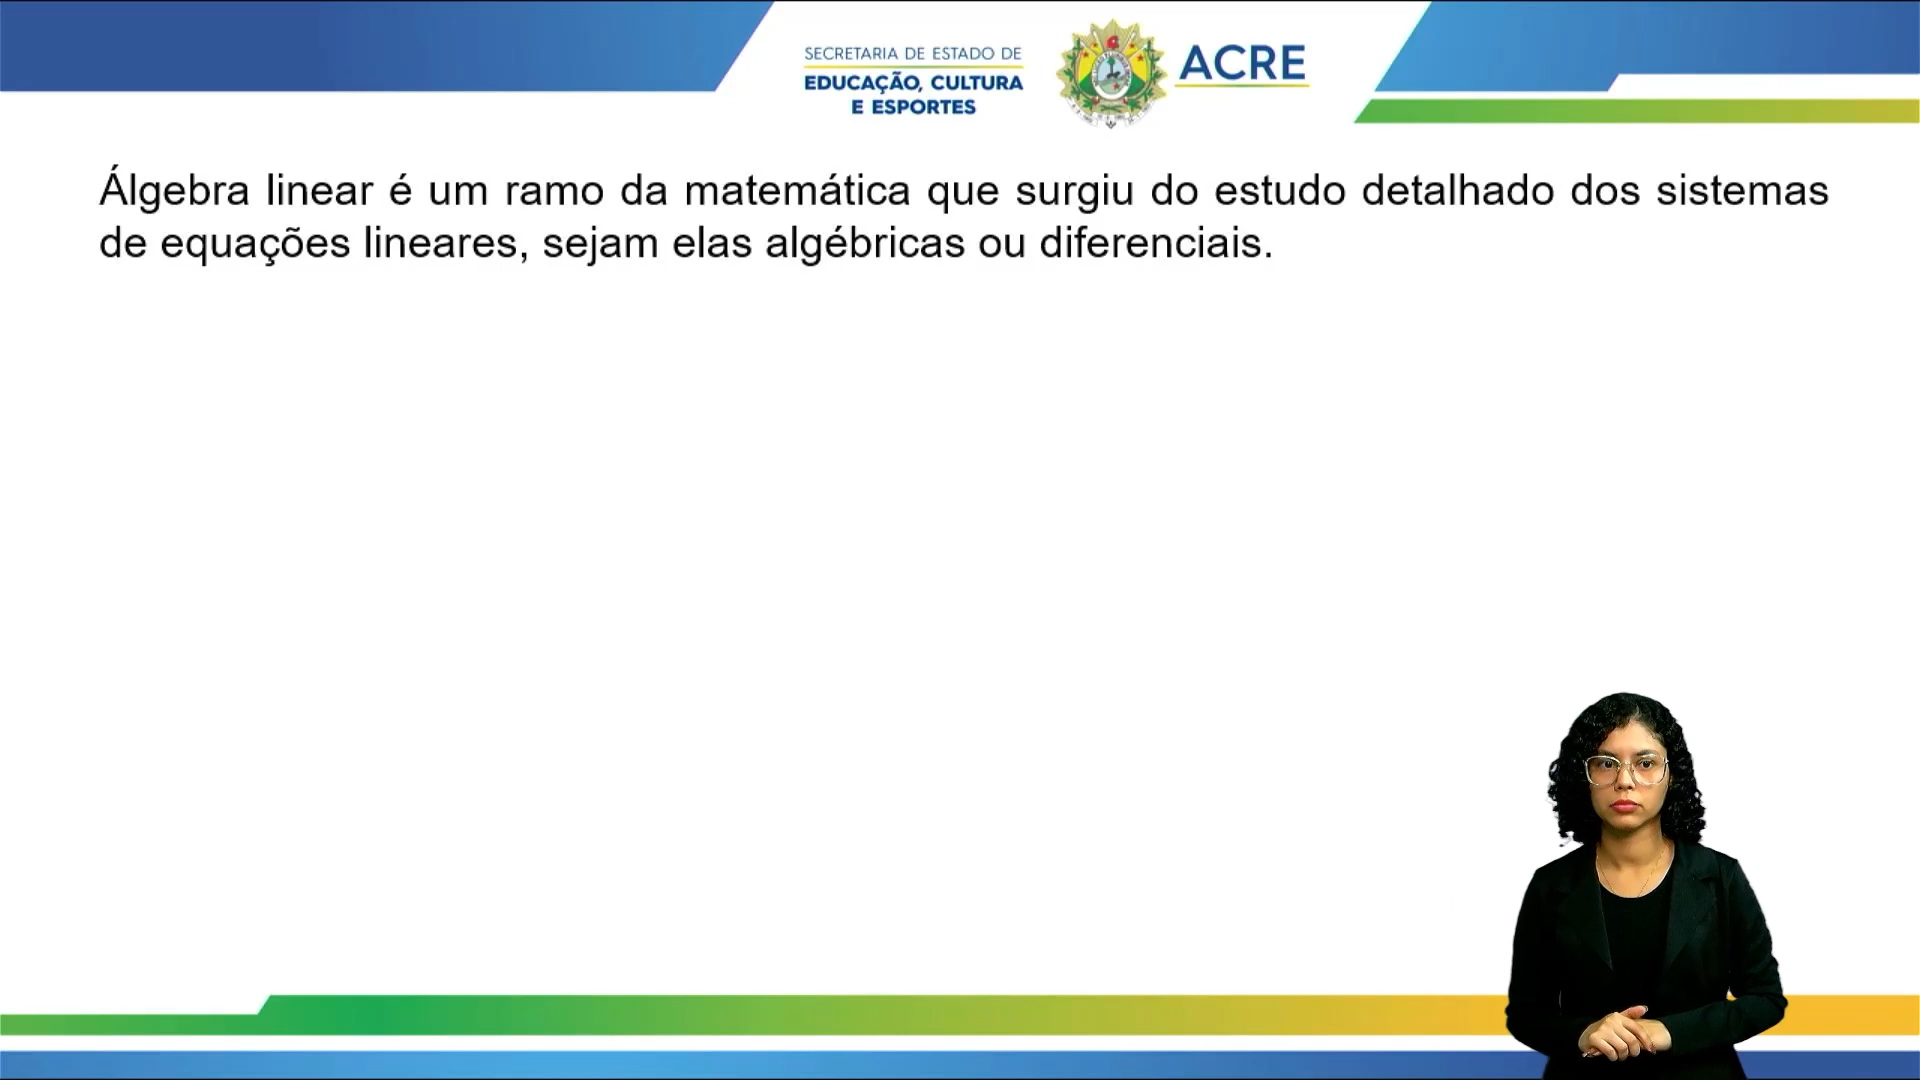 SECRETARIA DE ESTADO DE
EDUCAÇÃO, CULTURA
E ESPORTES
ACRE
Álgebra linear é um ramo da matemática que surgiu do estudo detalhado dos sistemas
de equações lineares, sejam elas algébricas ou diferenciais.